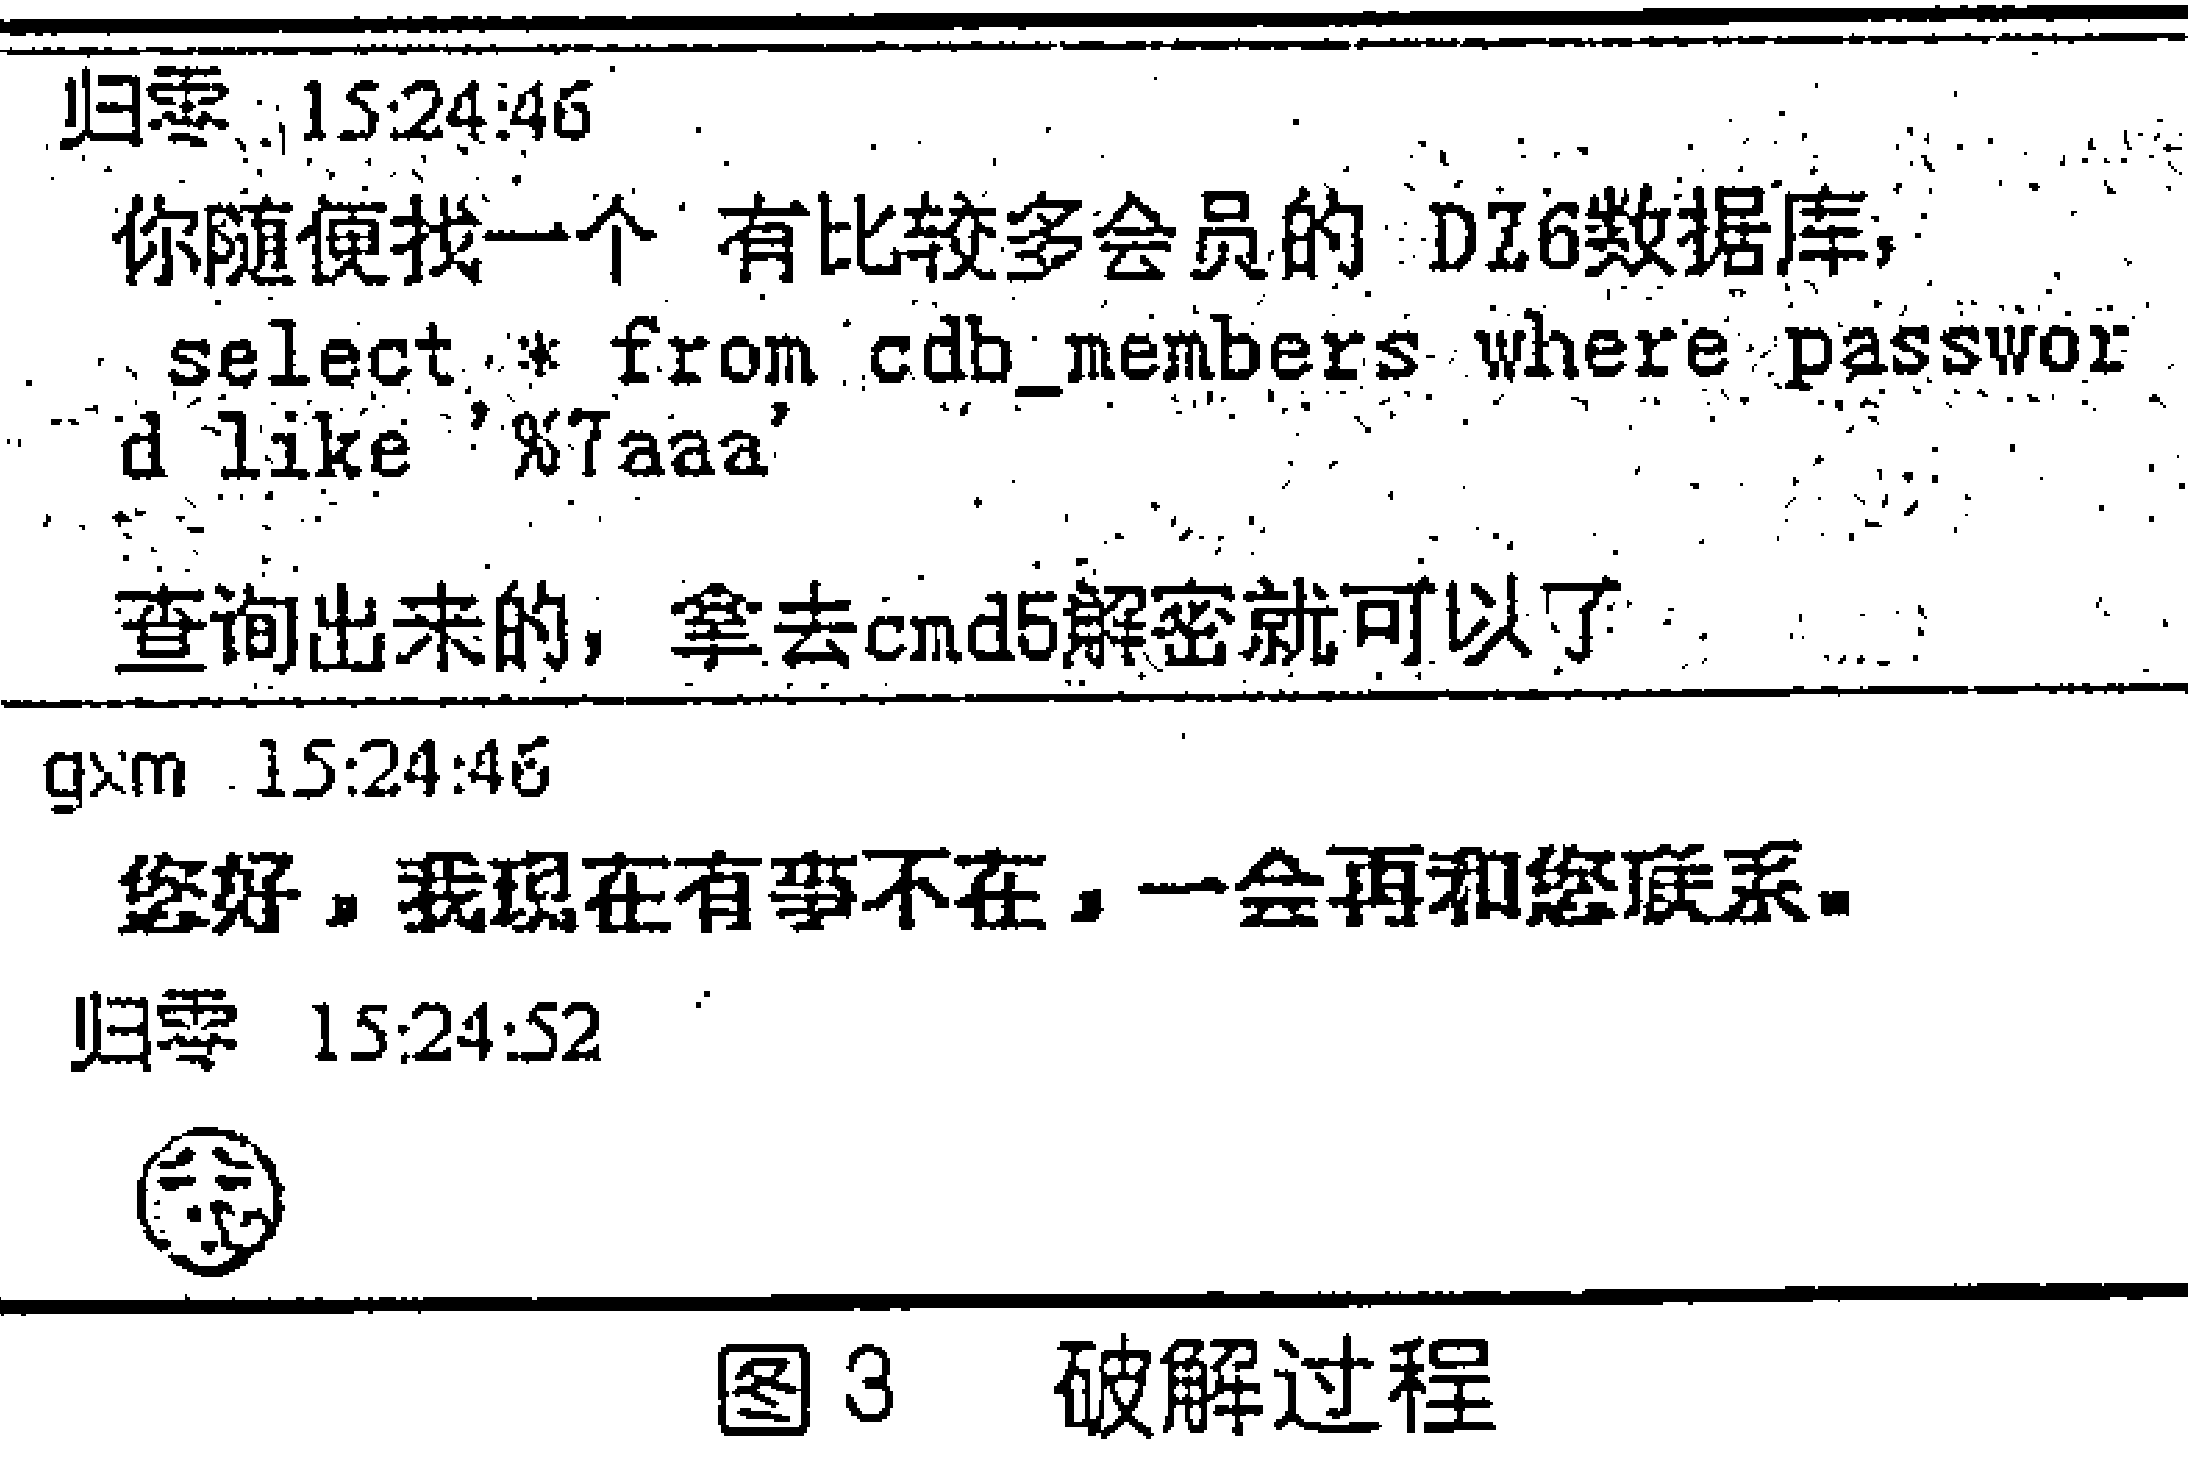 归零 15:24:46
你随便找一个 有比较多会员的 DZ6数据库,
select * from cdb_members where passwor
d like '%7aaa'
查询出来的, 拿去cmd5解密就可以了
gxm 15:24:46
您好，我现在有事不在，一会再和您联系。
归零 15:24:52
图3 破解过程